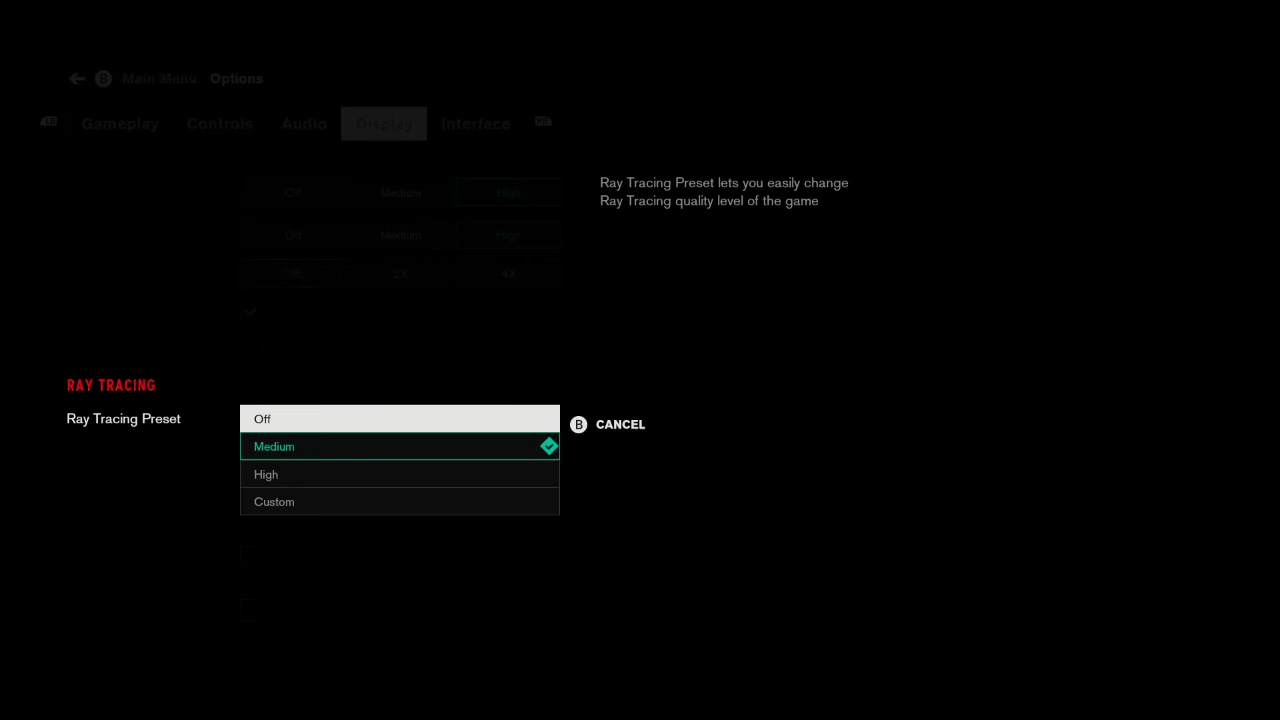 Main Menu Options
LB Gameplay Controls Audio Display Interface RB
Off Medium High
Ray Tracing Preset lets you easily change
Ray Tracing quality level of the game
Off Medium High
2X 4X
RAY TRACING
Ray Tracing Preset
Off
B CANCEL
Medium
High
Custom